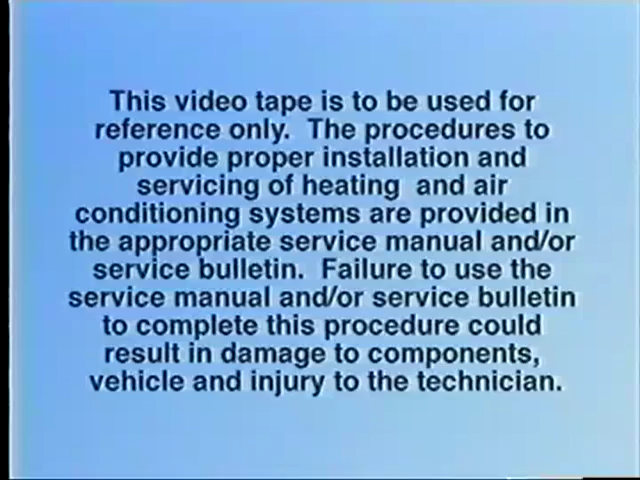 This video tape is to be used for
reference only.  The procedures to
provide proper installation and
servicing of heating  and air
conditioning systems are provided in
the appropriate service manual and/or
service bulletin.  Failure to use the
service manual and/or service bulletin
to complete this procedure could
result in damage to components,
vehicle and injury to the technician.